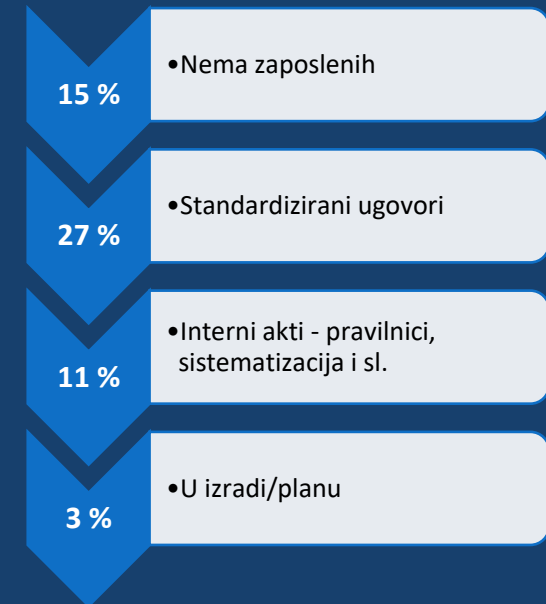 15 %
•Nema zaposlenih
27 %
•Standardizirani ugovori
11 %
•Interni akti - pravilnici,
sistematizacija i sl.
3 %
•U izradi/planu